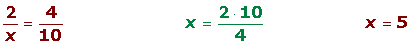 2/x = 4/10    x = 2 · 10/4    x = 5